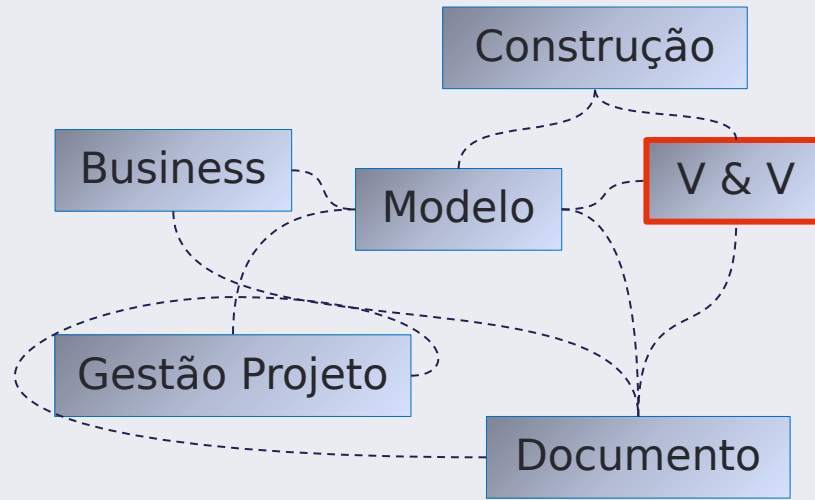 Construção
Business
V & V
Modelo
Gestão Projeto
Documento